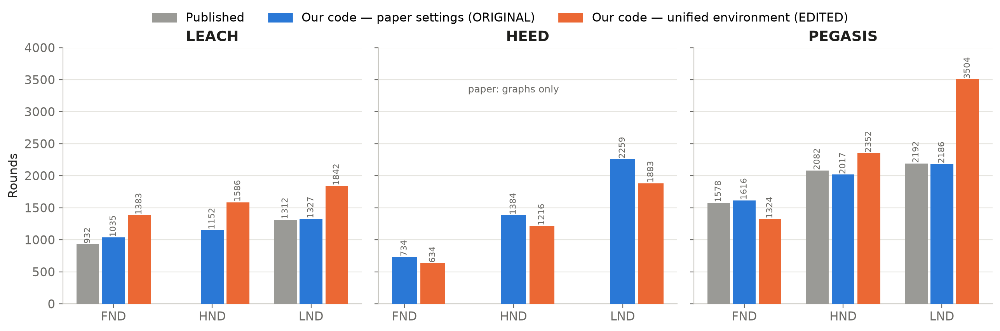 Published
Our code — paper settings (ORIGINAL)
Our code — unified environment (EDITED)
LEACH
HEED
PEGASIS
Rounds
4000
3500
3000
2500
2000
1500
1000
500
0
932
1035
1383
1152
1586
1312
1327
1842
FND
HND
LND
paper: graphs only
734
634
1384
1216
2259
1883
FND
HND
LND
1578
1616
1324
2082
2017
2352
2192
2186
3504
FND
HND
LND